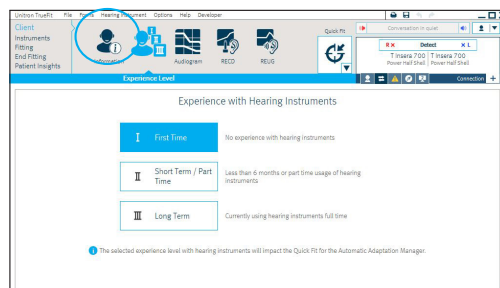 Unitron TrueFit File Forms Hearing Instrument Options Help Developer
Client
Instruments
Fitting
End Fitting
Patient Insights
Information
Audiogram
RECD
REUG
Quick Fit
Conversation in quiet
R X Detect X L
T Insera 700 T Insera 700
Power Half Shell Power Half Shell
Experience Level
Connection +
Experience with Hearing Instruments
I First Time No experience with hearing instruments
II Short Term / Part Time Less than 6 months or part time usage of hearing instruments
III Long Term Currently using hearing instruments full time
The selected experience level with hearing instruments will impact the Quick Fit for the Automatic Adaptation Manager.